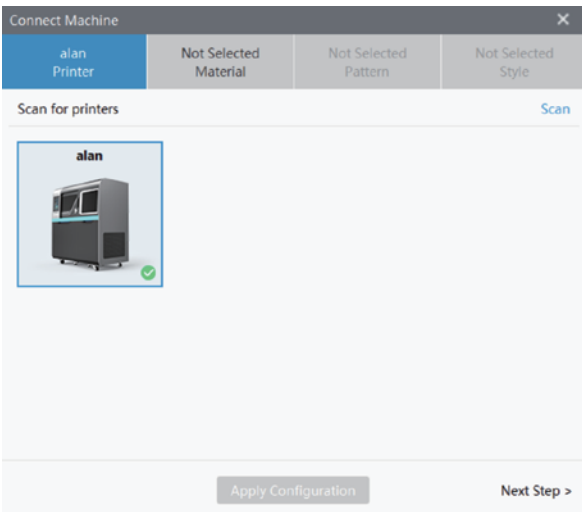 Connect Machine
alan
Printer
Not Selected
Material
Not Selected
Pattern
Not Selected
Style
Scan for printers
Scan
alan
Apply Configuration
Next Step >